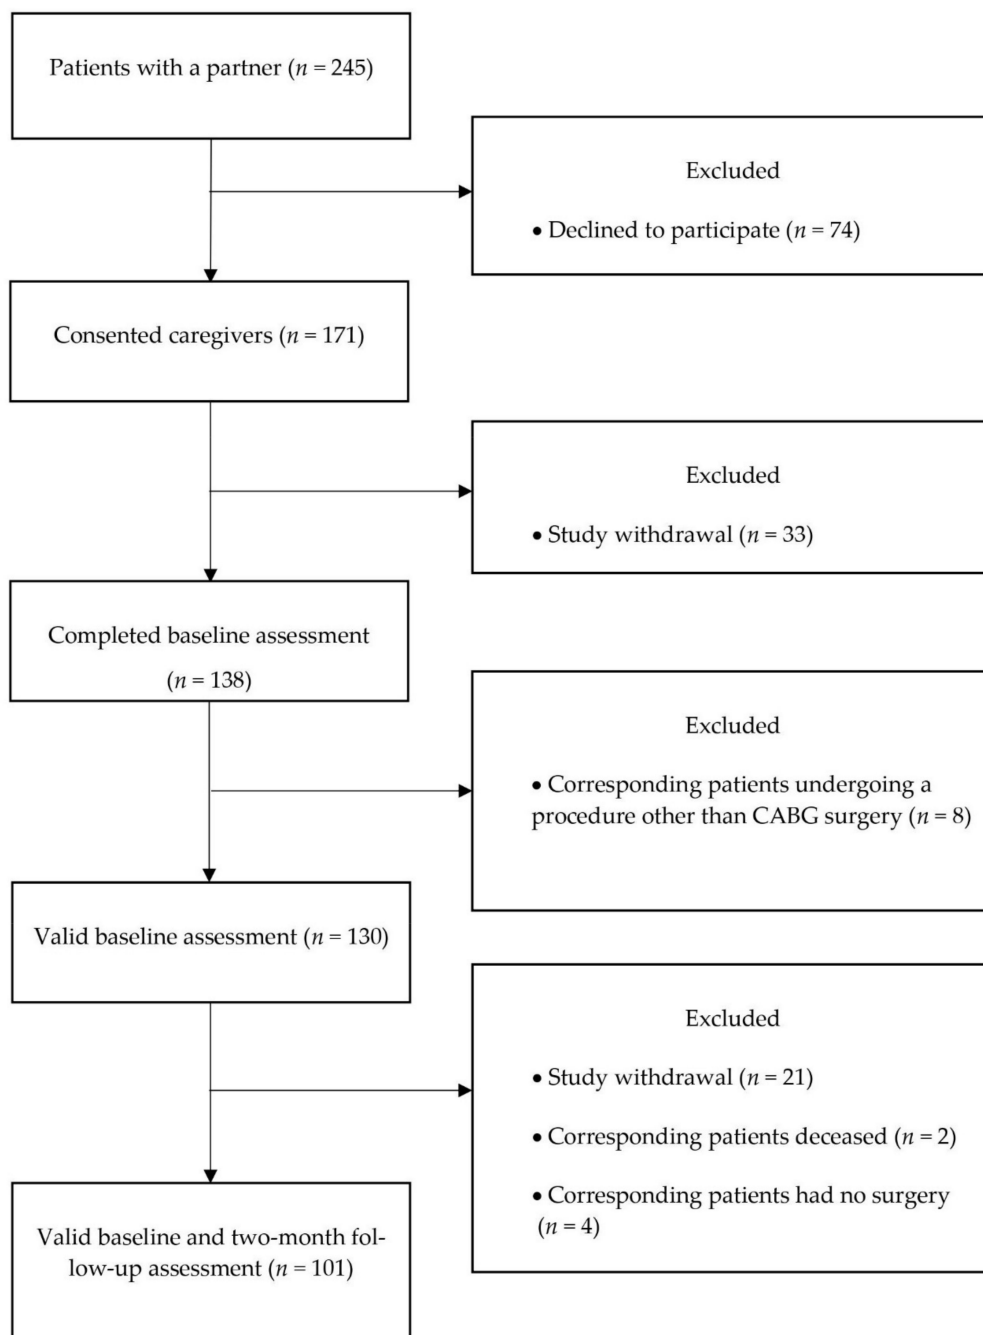 Patients with a partner (n = 245)
Excluded
• Declined to participate (n = 74)
Consented caregivers (n = 171)
Excluded
• Study withdrawal (n = 33)
Completed baseline assessment
(n = 138)
Excluded
• Corresponding patients undergoing a
procedure other than CABG surgery (n = 8)
Valid baseline assessment (n = 130)
Excluded
• Study withdrawal (n = 21)
• Corresponding patients deceased (n = 2)
• Corresponding patients had no surgery
(n = 4)
Valid baseline and two-month fol-
low-up assessment (n = 101)